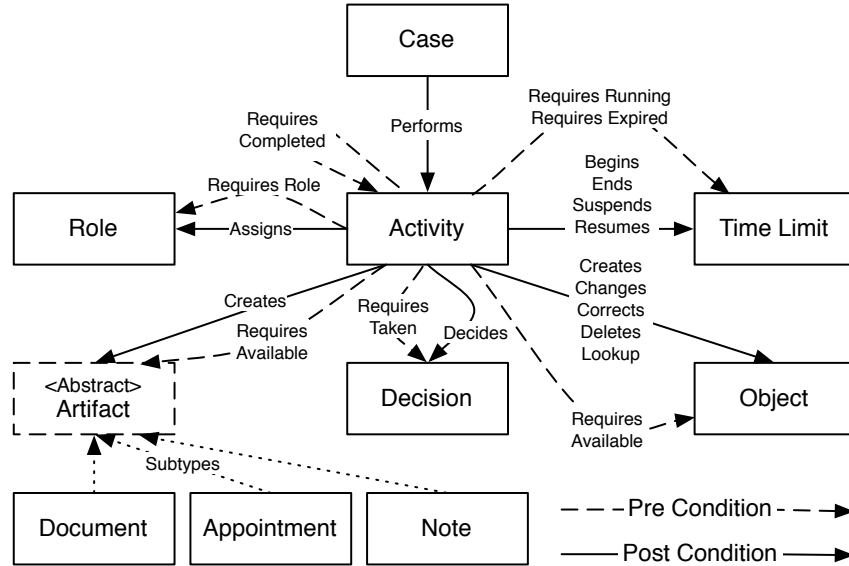 Case
Requires
Completed
Performs
Requires Running
Requires Expired
Requires Role
Begins
Ends
Suspends
Resumes
Role
Assigns
Activity
Time Limit
Creates
Requires
Available
Requires
Taken
Decides
Creates
Changes
Corrects
Deletes
Lookup
<Abstract>
Artifact
Decision
Object
Requires
Available
Subtypes
Document
Appointment
Note
Pre Condition
Post Condition